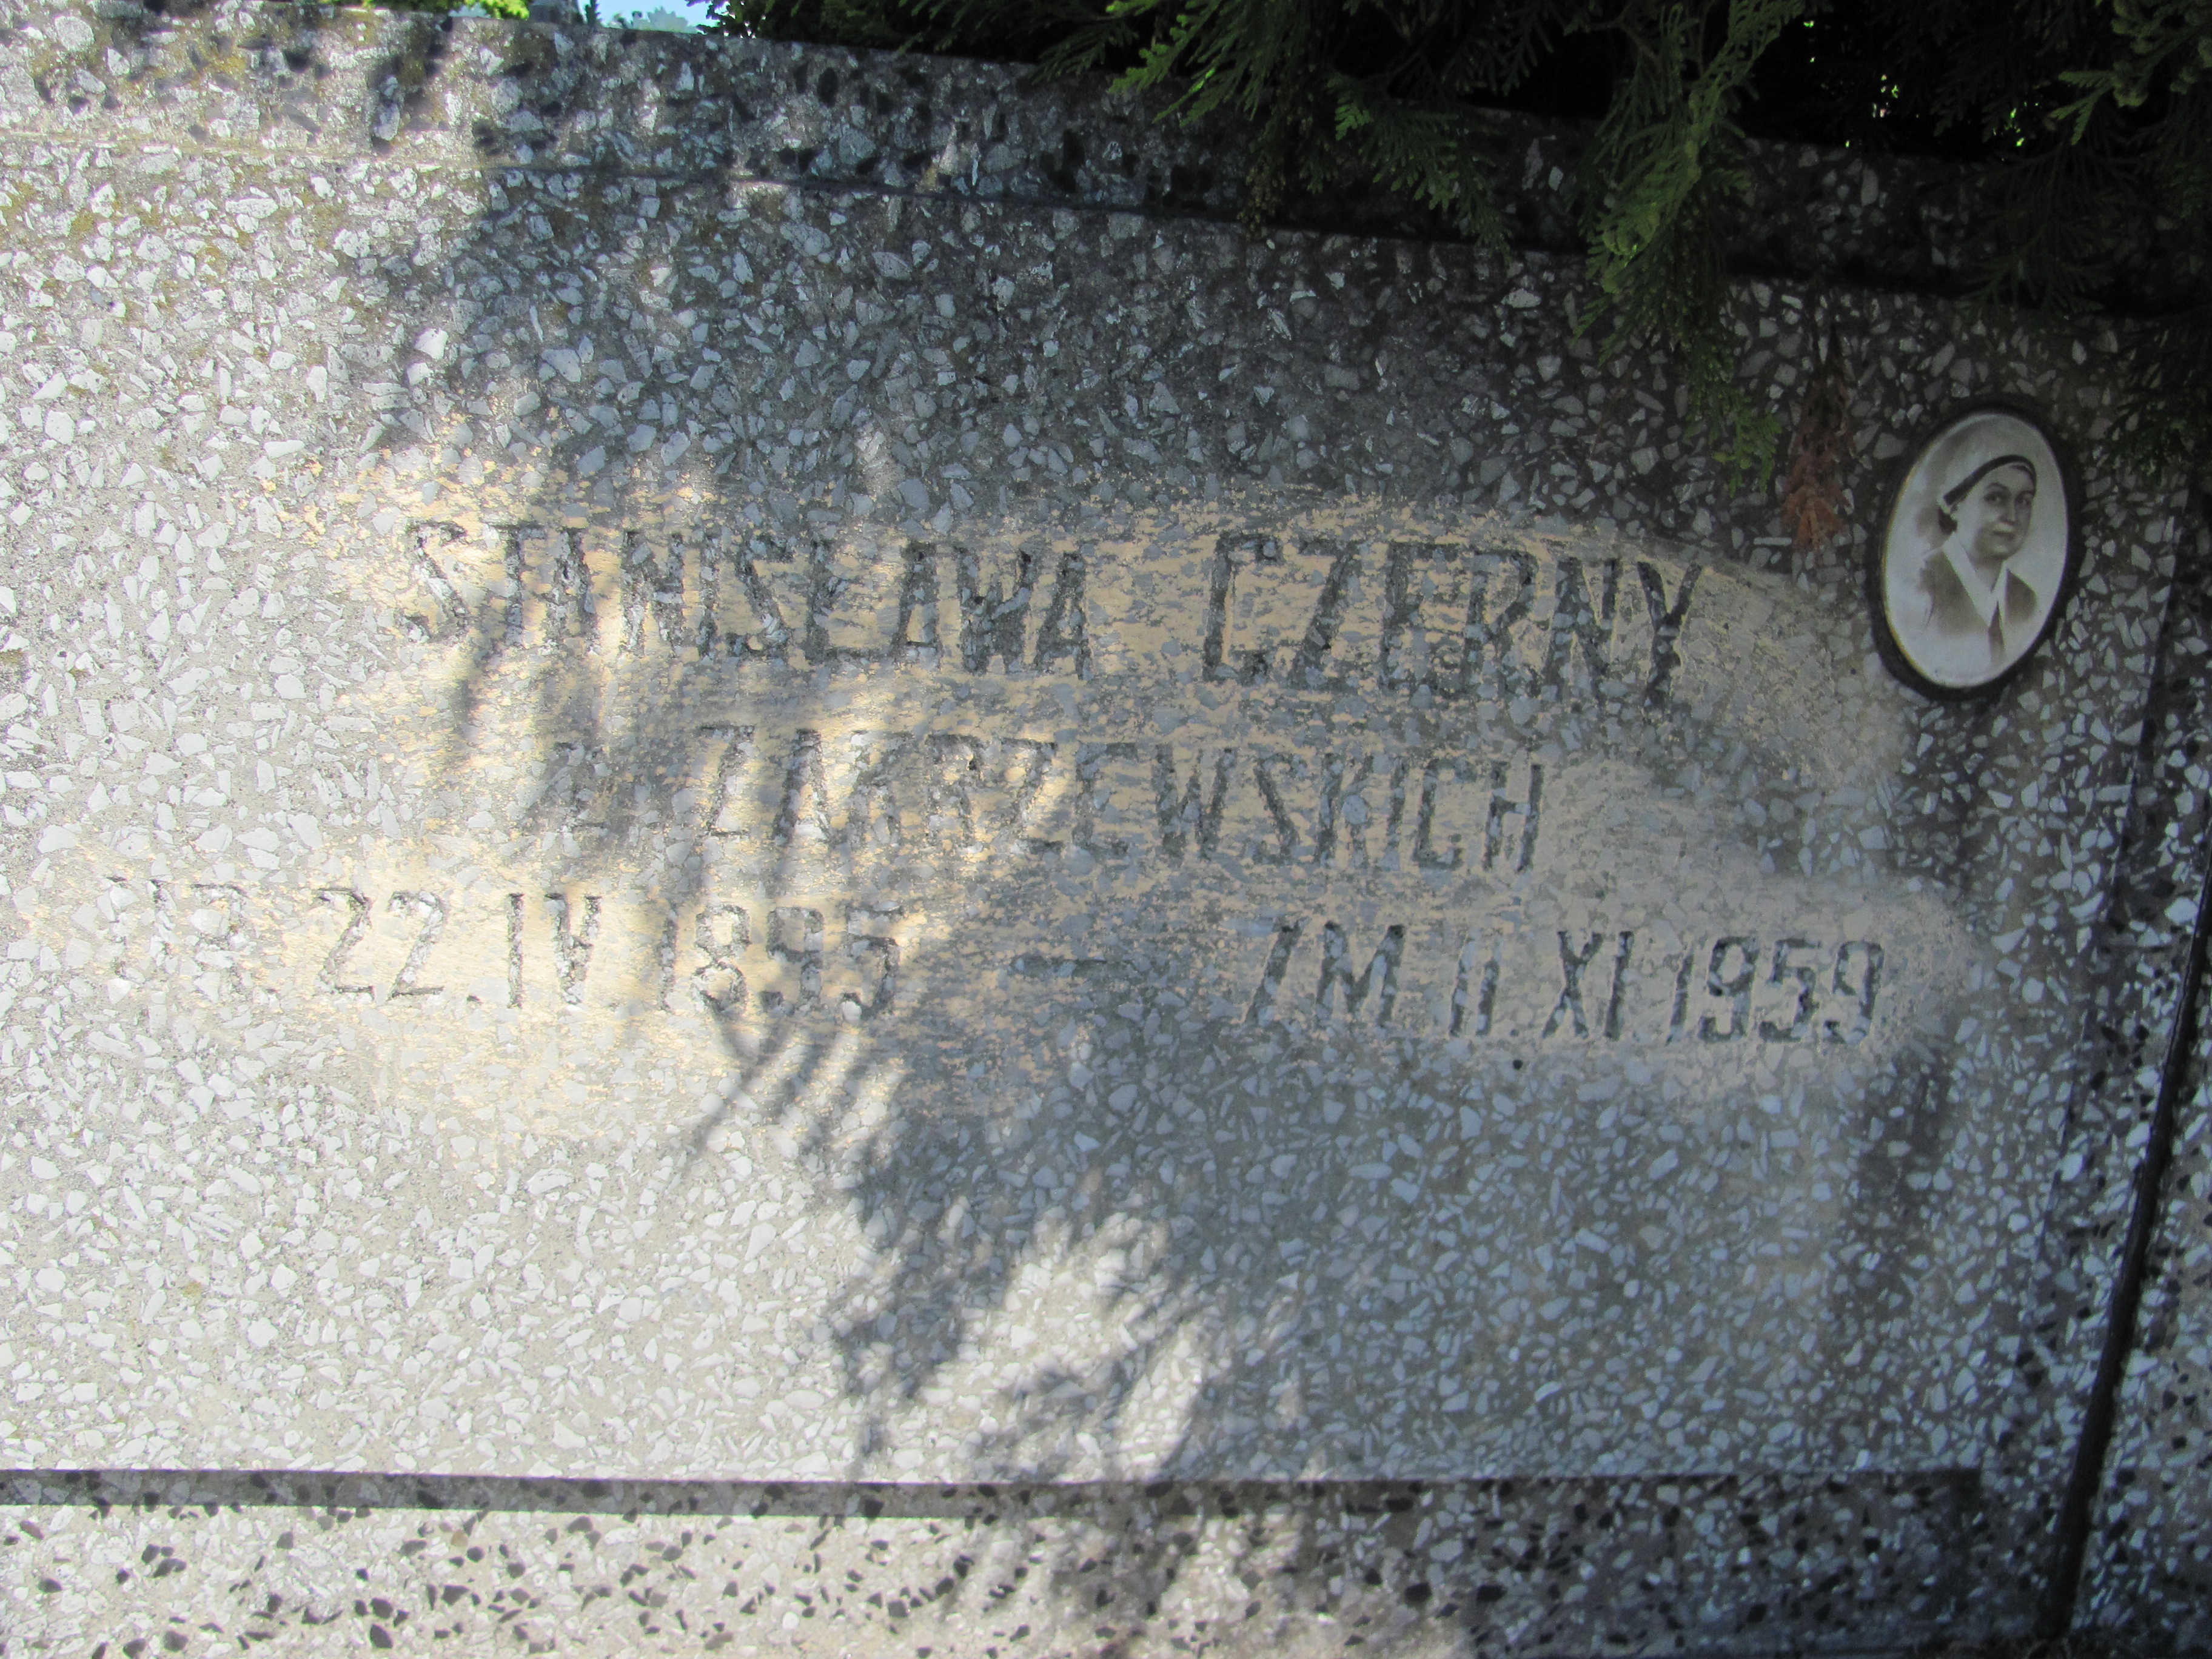 STANISŁAWA CZERNY
Z ZAKRZEWSKICH
UR. 22.IV.1895 — ZM. 11.XI.1959